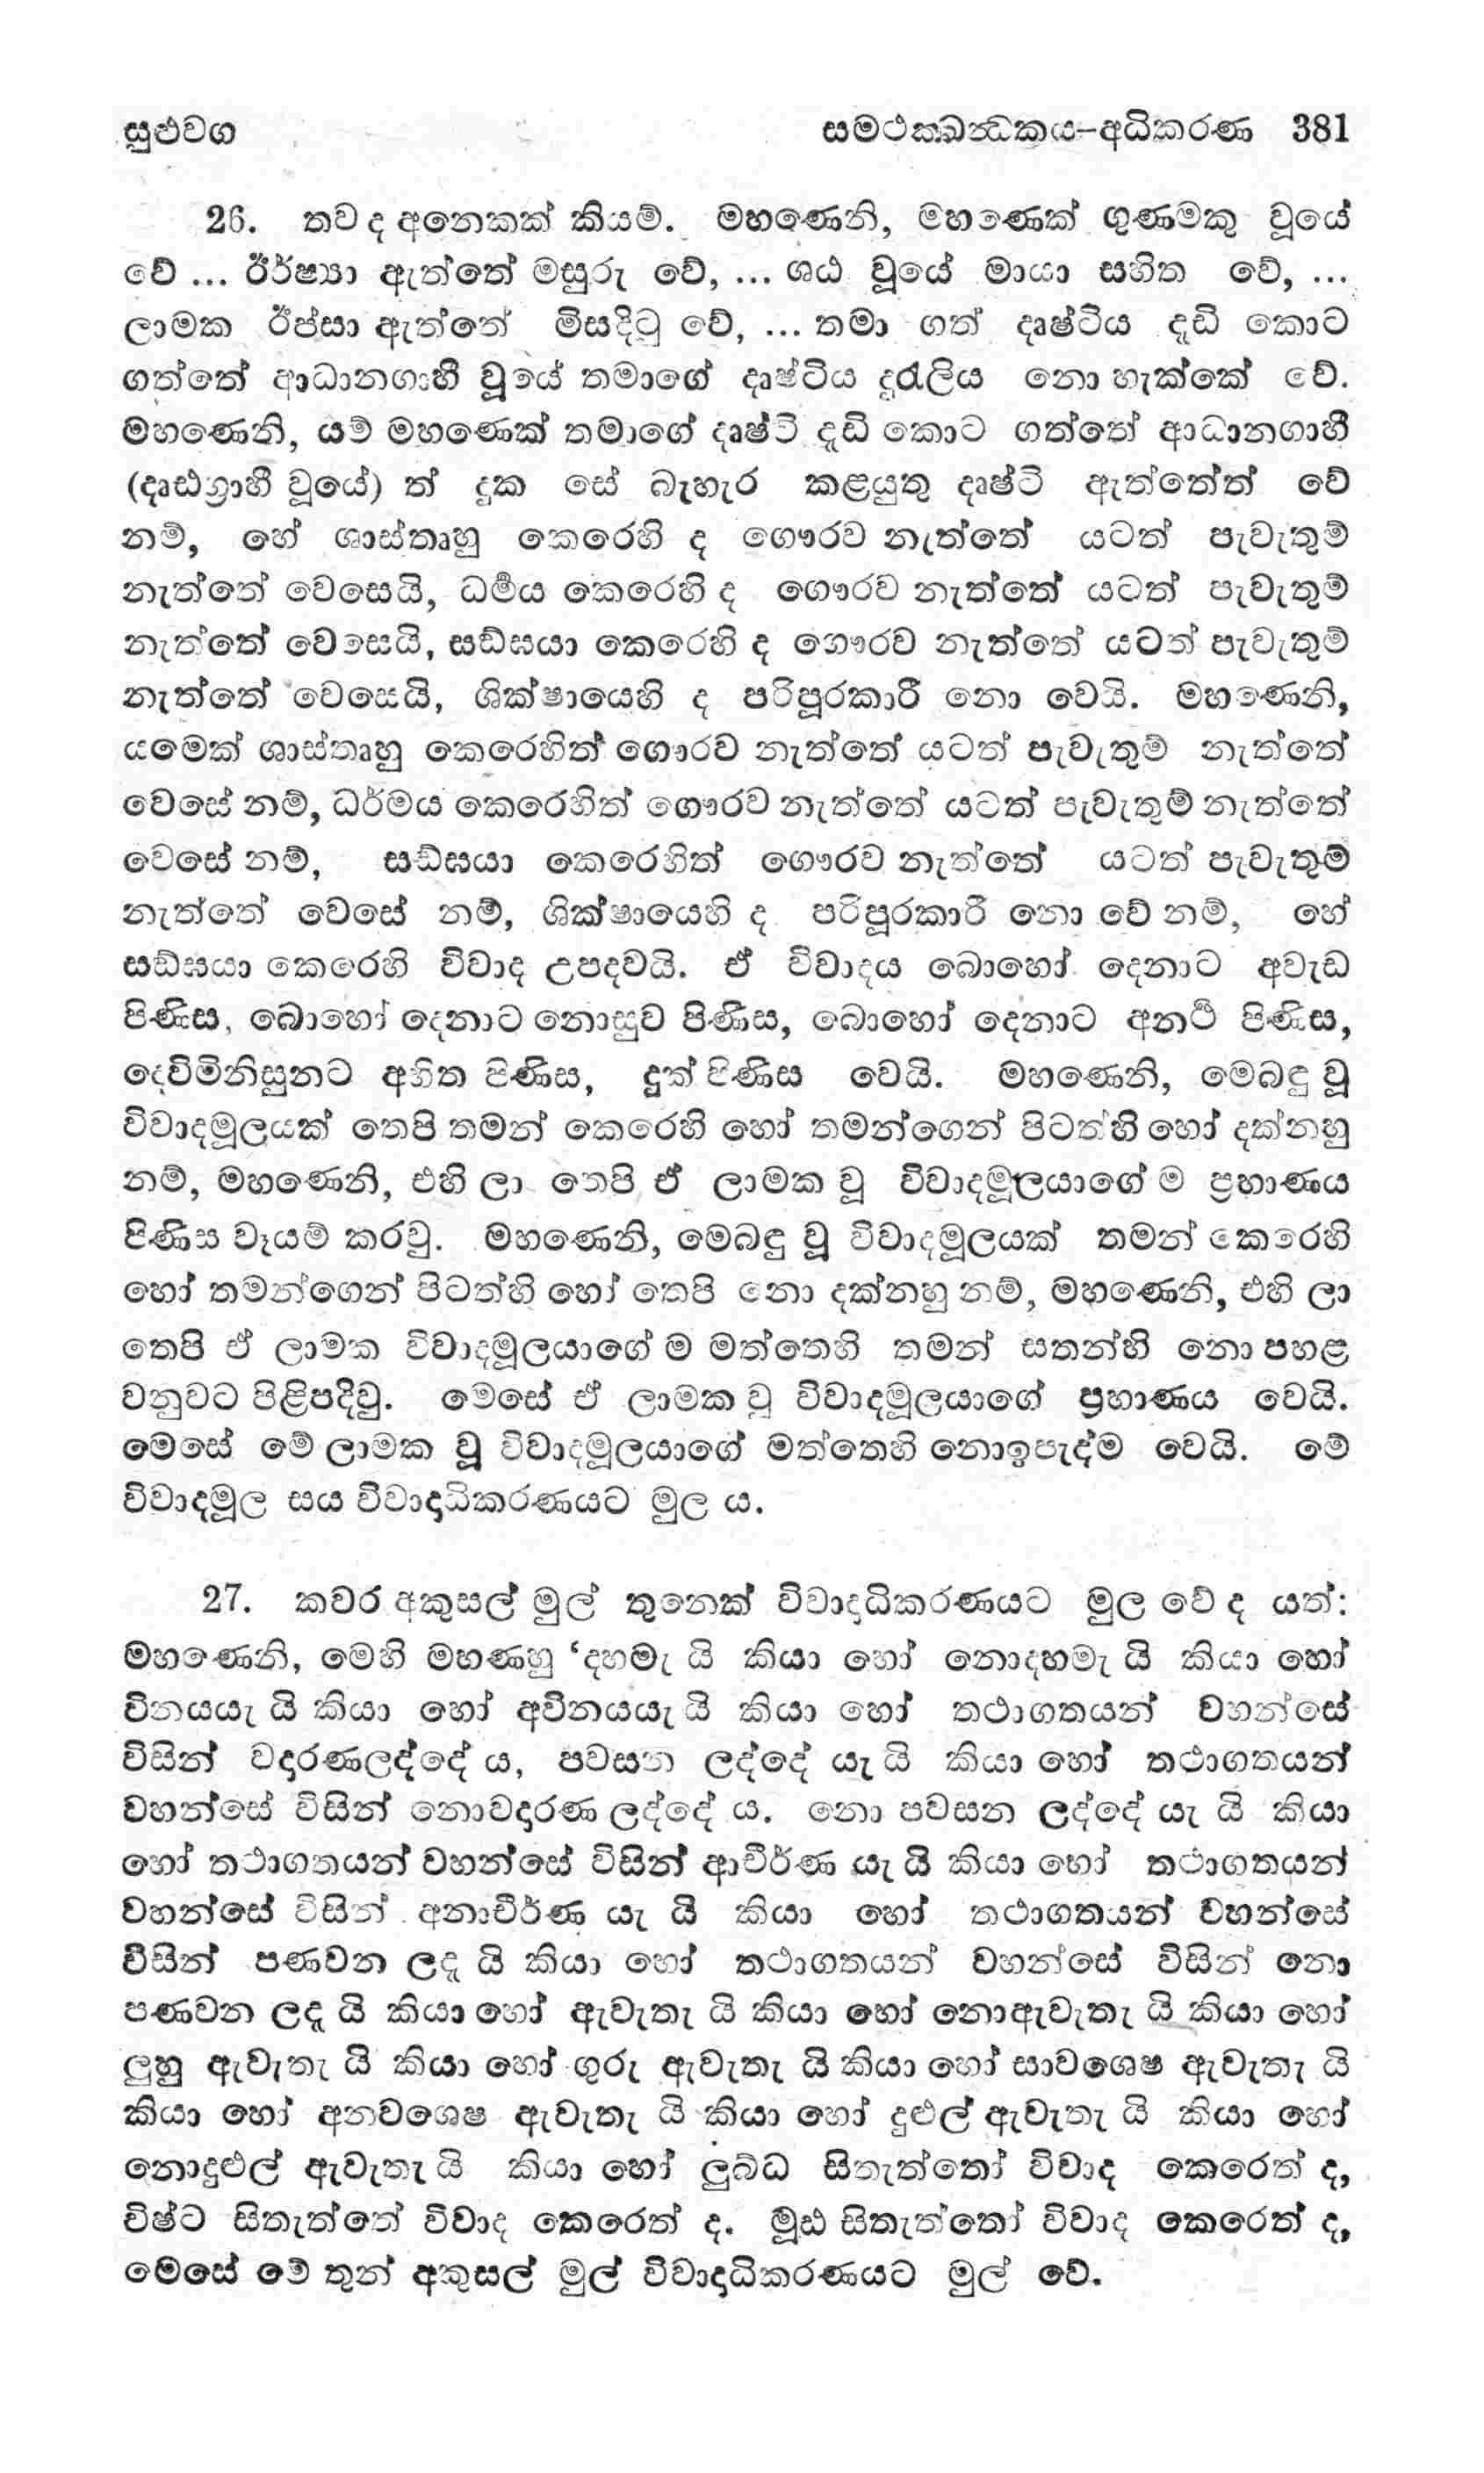 සුළුවග සමථක්ඛන්ධකය-අධිකරණ 381
26. තව ද අනෙකක් කියම්. මහණෙනි, මහණෙක් ගුණමකු වූයේ
වේ ... ඊර්ෂ්‍යා ඇත්තේ මසුරු වේ, ... ශඨ වූයේ මායා සහිත වේ, ...
ලාමක ඊප්සා ඇත්තේ මිසදිටු වේ, ... තමා ගත් දෘෂ්ටිය දැඩි කොට
ගත්තේ ආධානගාහී වූයේ තමාගේ දෘෂ්ටිය දුරැලිය නො හැක්කේ වේ.
මහණෙනි, යම් මහණෙක් තමාගේ දෘෂ්ටි දැඩි කොට ගත්තේ ආධානගාහී
(දෘඪග්‍රාහී වූයේ) ත් දුක සේ බැහැර කළයුතු දෘෂ්ටි ඇත්තේත් වේ
නම්, හේ ශාස්තෘහු කෙරෙහි ද ගෞරව නැත්තේ යටත් පැවැතුම්
නැත්තේ වෙසෙයි, ධර්‍මය කෙරෙහි ද ගෞරව නැත්තේ යටත් පැවැතුම්
නැත්තේ වෙසෙයි, සඞ්ඝයා කෙරෙහි ද ගෞරව නැත්තේ යටත් පැවැතුම්
නැත්තේ වෙසෙයි, ශික්ෂායෙහි ද පරිපූරකාරී නො වෙයි. මහණෙනි,
යමෙක් ශාස්තෘහු කෙරෙහිත් ගෞරව නැත්තේ යටත් පැවැතුම් නැත්තේ
වෙසේ නම්, ධර්මය කෙරෙහිත් ගෞරව නැත්තේ යටත් පැවැතුම් නැත්තේ
වෙසේ නම්, සඞ්ඝයා කෙරෙහිත් ගෞරව නැත්තේ යටත් පැවැතුම්
නැත්තේ වෙසේ නම්, ශික්ෂායෙහි ද පරිපූරකාරී නො වේ නම්, හේ
සඞ්ඝයා කෙරෙහි විවාද උපදවයි. ඒ විවාදය බොහෝ දෙනාට අවැඩ
පිණිස, බොහෝ දෙනාට නොසුව පිණිස, බොහෝ දෙනාට අනර්‍ථ පිණිස,
දෙවිමිනිසුනට අහිත පිණිස, දුක් පිණිස වෙයි. මහණෙනි, මෙබඳු වූ
විවාදමූලයක් තෙපි තමන් කෙරෙහි හෝ තමන්ගෙන් පිටත්හි හෝ දක්නහු
නම්, මහණෙනි, එහි ලා තෙපි ඒ ලාමක වූ විවාදමූලයාගේ ම ප්‍රහාණය
පිණිස වෑයම් කරවු. මහණෙනි, මෙබඳු වූ විවාදමූලයක් තමන් කෙරෙහි
හෝ තමන්ගෙන් පිටත්හි හෝ තෙපි නො දක්නහු නම්, මහණෙනි, එහි ලා
තෙපි ඒ ලාමක විවාදමූලයාගේ ම මත්තෙහි තමන් සතන්හි නො පහළ
වනුවට පිළිපදිවු. මෙසේ ඒ ලාමක වූ විවාදමූලයාගේ ප්‍රහාණය වෙයි.
මෙසේ මේ ලාමක වූ විවාදමූලයාගේ මත්තෙහි නොඉපැද්ම වෙයි. මේ
විවාදමූල සය විවාදාධිකරණයට මුල ය.
27. කවර අකුසල් මුල් තුනෙක් විවාදාධිකරණයට මුල වේ ද යත්:
මහණෙනි, මෙහි මහණහු ‘දහමැ යි කියා හෝ නොදහමැ යි කියා හෝ
විනයයැ යි කියා හෝ අවිනයයැ යි කියා හෝ තථාගතයන් වහන්සේ
විසින් වදාරණලද්දේ ය, පවසන ලද්දේ යැ යි කියා හෝ තථාගතයන්
වහන්සේ විසින් නොවදාරණ ලද්දේ ය. නො පවසන ලද්දේ යැ යි කියා
හෝ තථාගතයන් වහන්සේ විසින් ආචීර්ණ යැ යි කියා හෝ තථාගතයන්
වහන්සේ විසින් අනාචීර්ණ යැ යි කියා හෝ තථාගතයන් වහන්සේ
විසින් පණවන ලදැ යි කියා හෝ තථාගතයන් වහන්සේ විසින් නො
පණවන ලදැ යි කියා හෝ ඇවැතැ යි කියා හෝ නොඇවැතැ යි කියා හෝ
ලුහු ඇවැතැ යි කියා හෝ ගුරු ඇවැතැ යි කියා හෝ සාවශෙෂ ඇවැතැ යි
කියා හෝ අනවශෙෂ ඇවැතැ යි කියා හෝ දුළුල් ඇවැතැ යි කියා හෝ
නොදුළුල් ඇවැතැ යි කියා හෝ ලුබ්ධ සිතැත්තෝ විවාද කෙරෙත් ද,
විෂ්ට සිතැත්තේ විවාද කෙරෙත් ද. මූඪ සිතැත්තෝ විවාද කෙරෙත් ද,
මෙසේ මේ තුන් අකුසල් මුල් විවාදාධිකරණයට මුල් වේ.